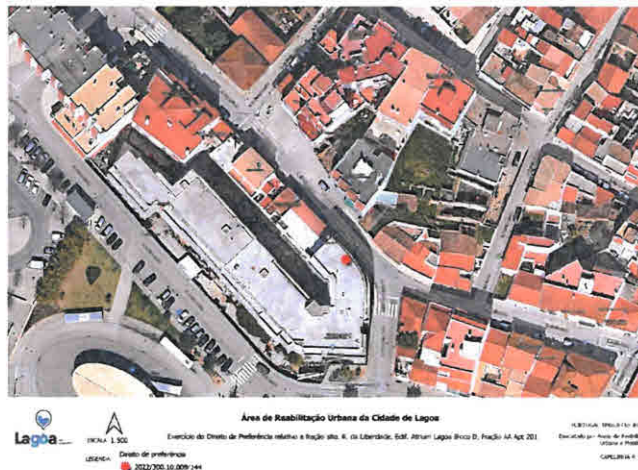 Área de Reabilitação Urbana da Cidade de Lagoa
Lagoa
ESCALA 1:500
Exercício do Direito de Preferência relativo a fração sita. R. da Liberdade, Edif. Atrium Lagoa Bloco D, Fração AA Apt 201
LEGENDA Direito de preferência
2022/300.10.009/244